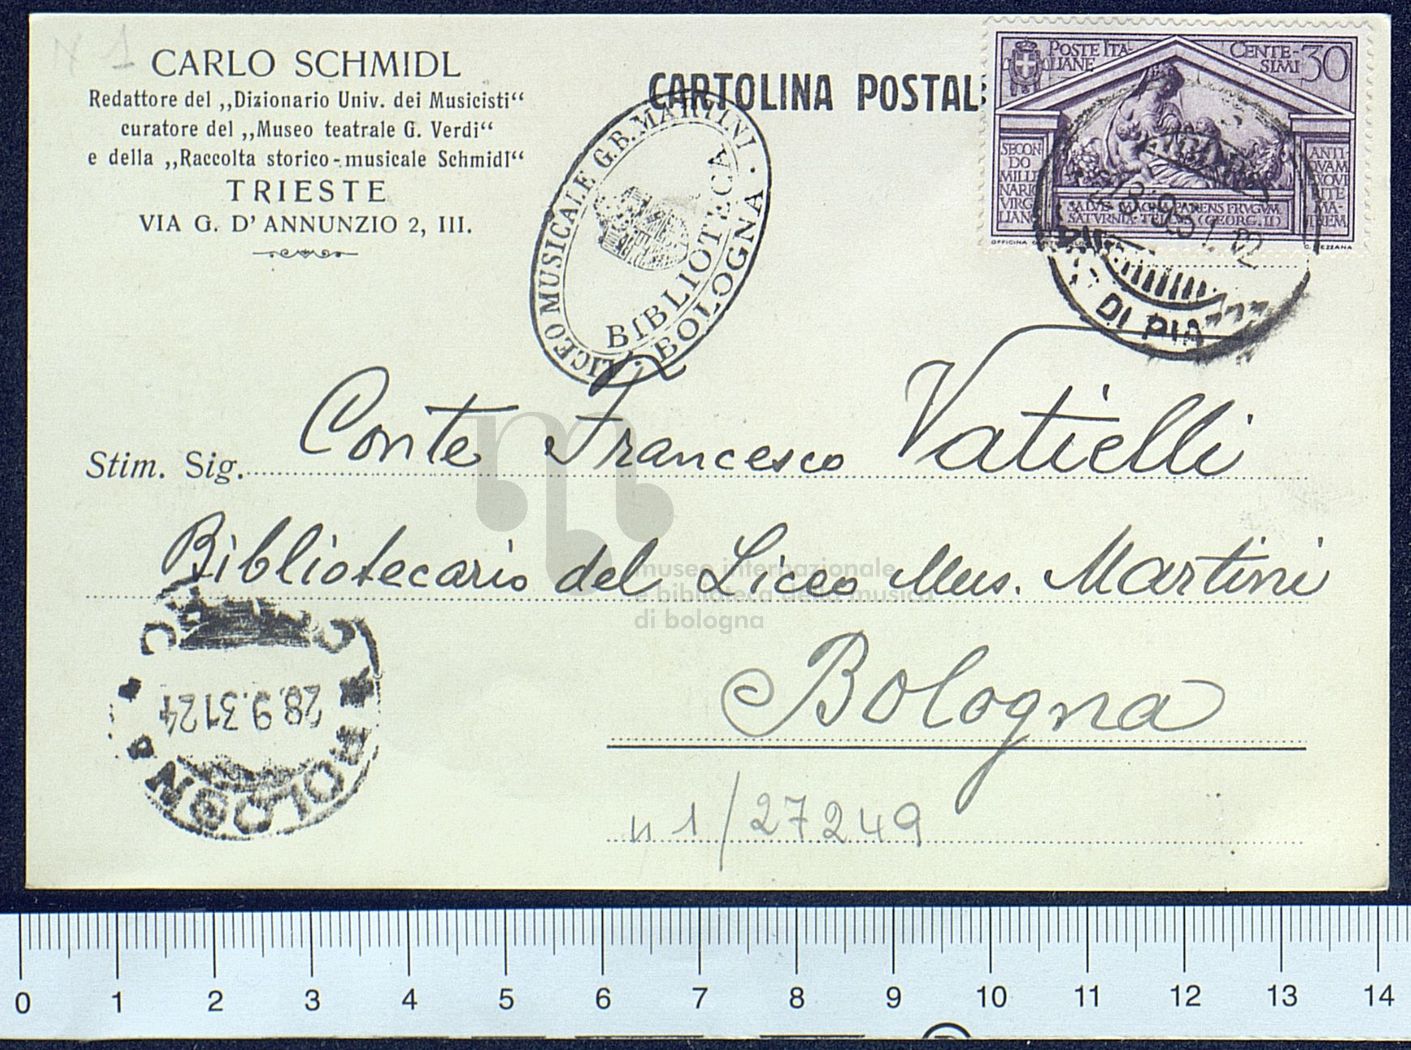 CARLO SCHMIDL
Redattore del „Dizionario Univ. dei Musicisti“
curatore del „Museo teatrale G. Verdi“
e della „Raccolta storico-musicale Schmidl“
TRIESTE
VIA G. D'ANNUNZIO 2, III.
CARTOLINA POSTALE
POSTE ITALIANE CENTESIMI 30
SECONDO MILLENARIO VIRGILIANO
ANTIQVAM EXQVIRITE MATREM
SALVE MAGNA PARENS FRVGVM
SATVRNIA TELLVS (GEORG. II)
LICEO MUSICALE G.B. MARTINI · BOLOGNA ·
BIBLIOTECA
DI PIA
Stim. Sig. Conte Francesco Vatielli
Bibliotecario del Liceo Mus. Martini
museo internazionale
e biblioteca della musica
di bologna
Bologna
28.9.31 24
BOLOGN
n 1/27249
0 1 2 3 4 5 6 7 8 9 10 11 12 13 14